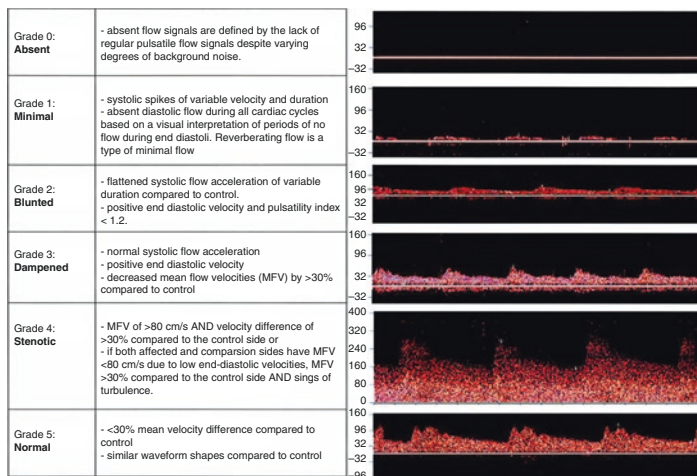 Grade 0:
Absent
- absent flow signals are defined by the lack of
regular pulsatile flow signals despite varying
degrees of background noise.
96
32
–32
Grade 1:
Minimal
- systolic spikes of variable velocity and duration
- absent diastolic flow during all cardiac cycles
based on a visual interpretation of periods of no
flow during end diastoli. Reverberating flow is a
type of minimal flow
160
96
32
–32
Grade 2:
Blunted
- flattened systolic flow acceleration of variable
duration compared to control.
- positive end diastolic velocity and pulsatility index
< 1.2.
160
96
32
–32
Grade 3:
Dampened
- normal systolic flow acceleration
- positive end diastolic velocity
- decreased mean flow velocities (MFV) by >30%
compared to control
160
96
32
–32
Grade 4:
Stenotic
- MFV of >80 cm/s AND velocity difference of
>30% compared to the control side or
- if both affected and comparsion sides have MFV
<80 cm/s due to low end-diastolic velocities, MFV
>30% compared to the control side AND sings of
turbulence.
400
320
240
160
80
0
Grade 5:
Normal
- <30% mean velocity difference compared to
control
- similar waveform shapes compared to control
160
96
32
–32
96